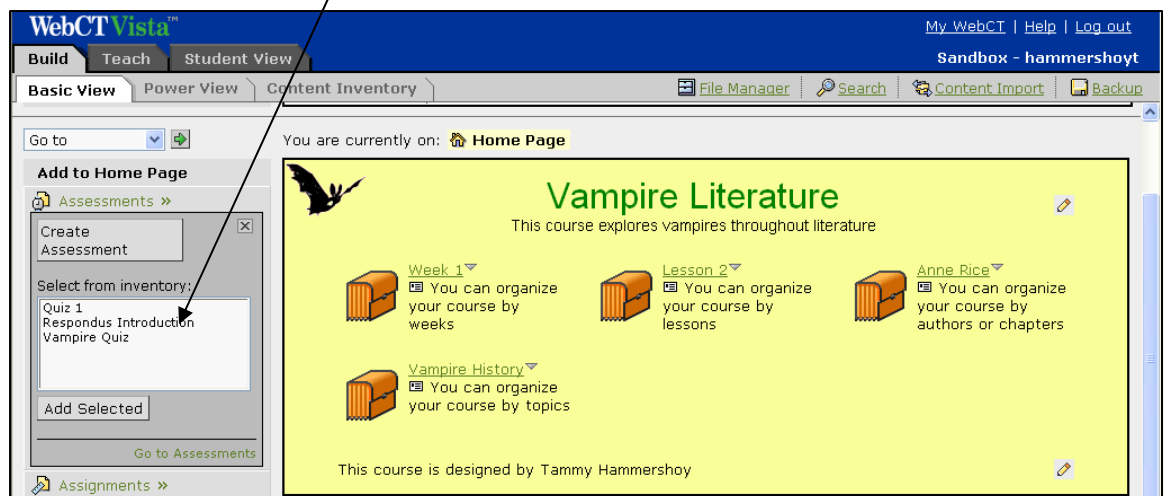 WebCT Vista™
My WebCT | Help | Log out
Build Teach Student View
Sandbox - hammershoyt
Basic View Power View Content Inventory
File Manager Search Content Import Backup
Go to
You are currently on: Home Page
Add to Home Page
Assessments »
Create
Assessment
Select from inventory:
Quiz 1
Respondus Introduction
Vampire Quiz
Add Selected
Go to Assessments
Assignments »
Vampire Literature
This course explores vampires throughout literature
Week 1
You can organize
your course by
weeks
Lesson 2
You can organize
your course by
lessons
Anne Rice
You can organize
your course by
authors or chapters
Vampire History
You can organize
your course by topics
This course is designed by Tammy Hammershoy